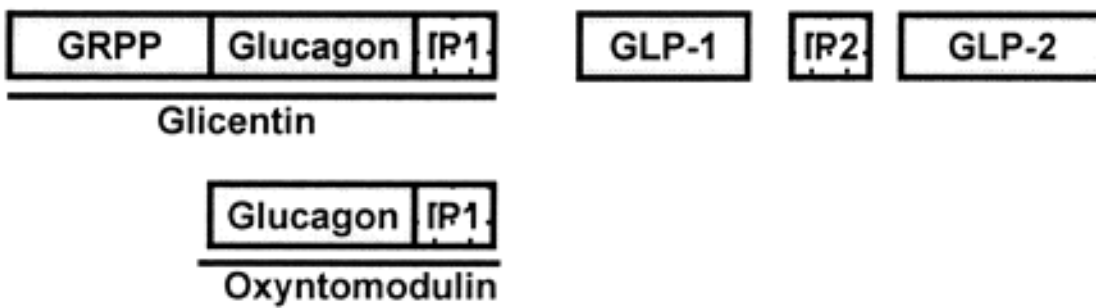 GRPP Glucagon IP1 GLP-1 IP2 GLP-2
Glicentin
Glucagon IP1
Oxyntomodulin